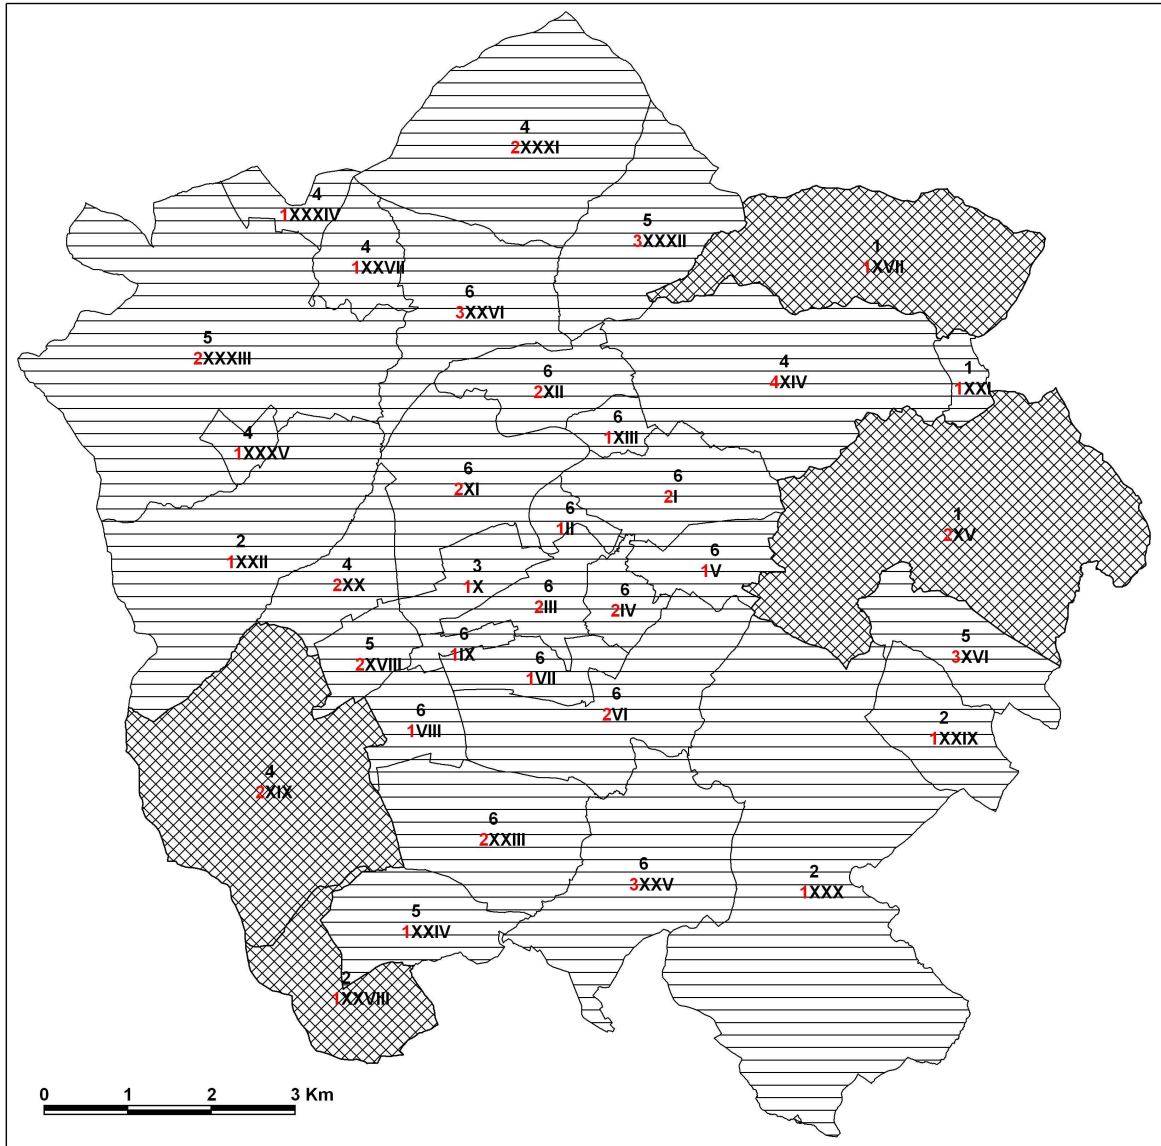 4
2XXXI
4
1XXXIV
5
3XXXII
4
1XXVII
1
1XVII
6
3XXVI
5
2XXXIII
4
4XIV
1
1XXI
6
2XII
6
1XIII
4
1XXXV
6
2XI
6
2I
6
1II
1
2XV
2
1XXII
4
2XX
3
1X
6
2III
6
2IV
6
1V
5
2XVIII
6
1IX
6
1VII
5
3XVI
6
1VIII
6
2VI
2
1XXIX
4
2XIX
6
2XXIII
6
3XXV
2
1XXX
5
1XXIV
2
1XXVIII
0 1 2 3 Km